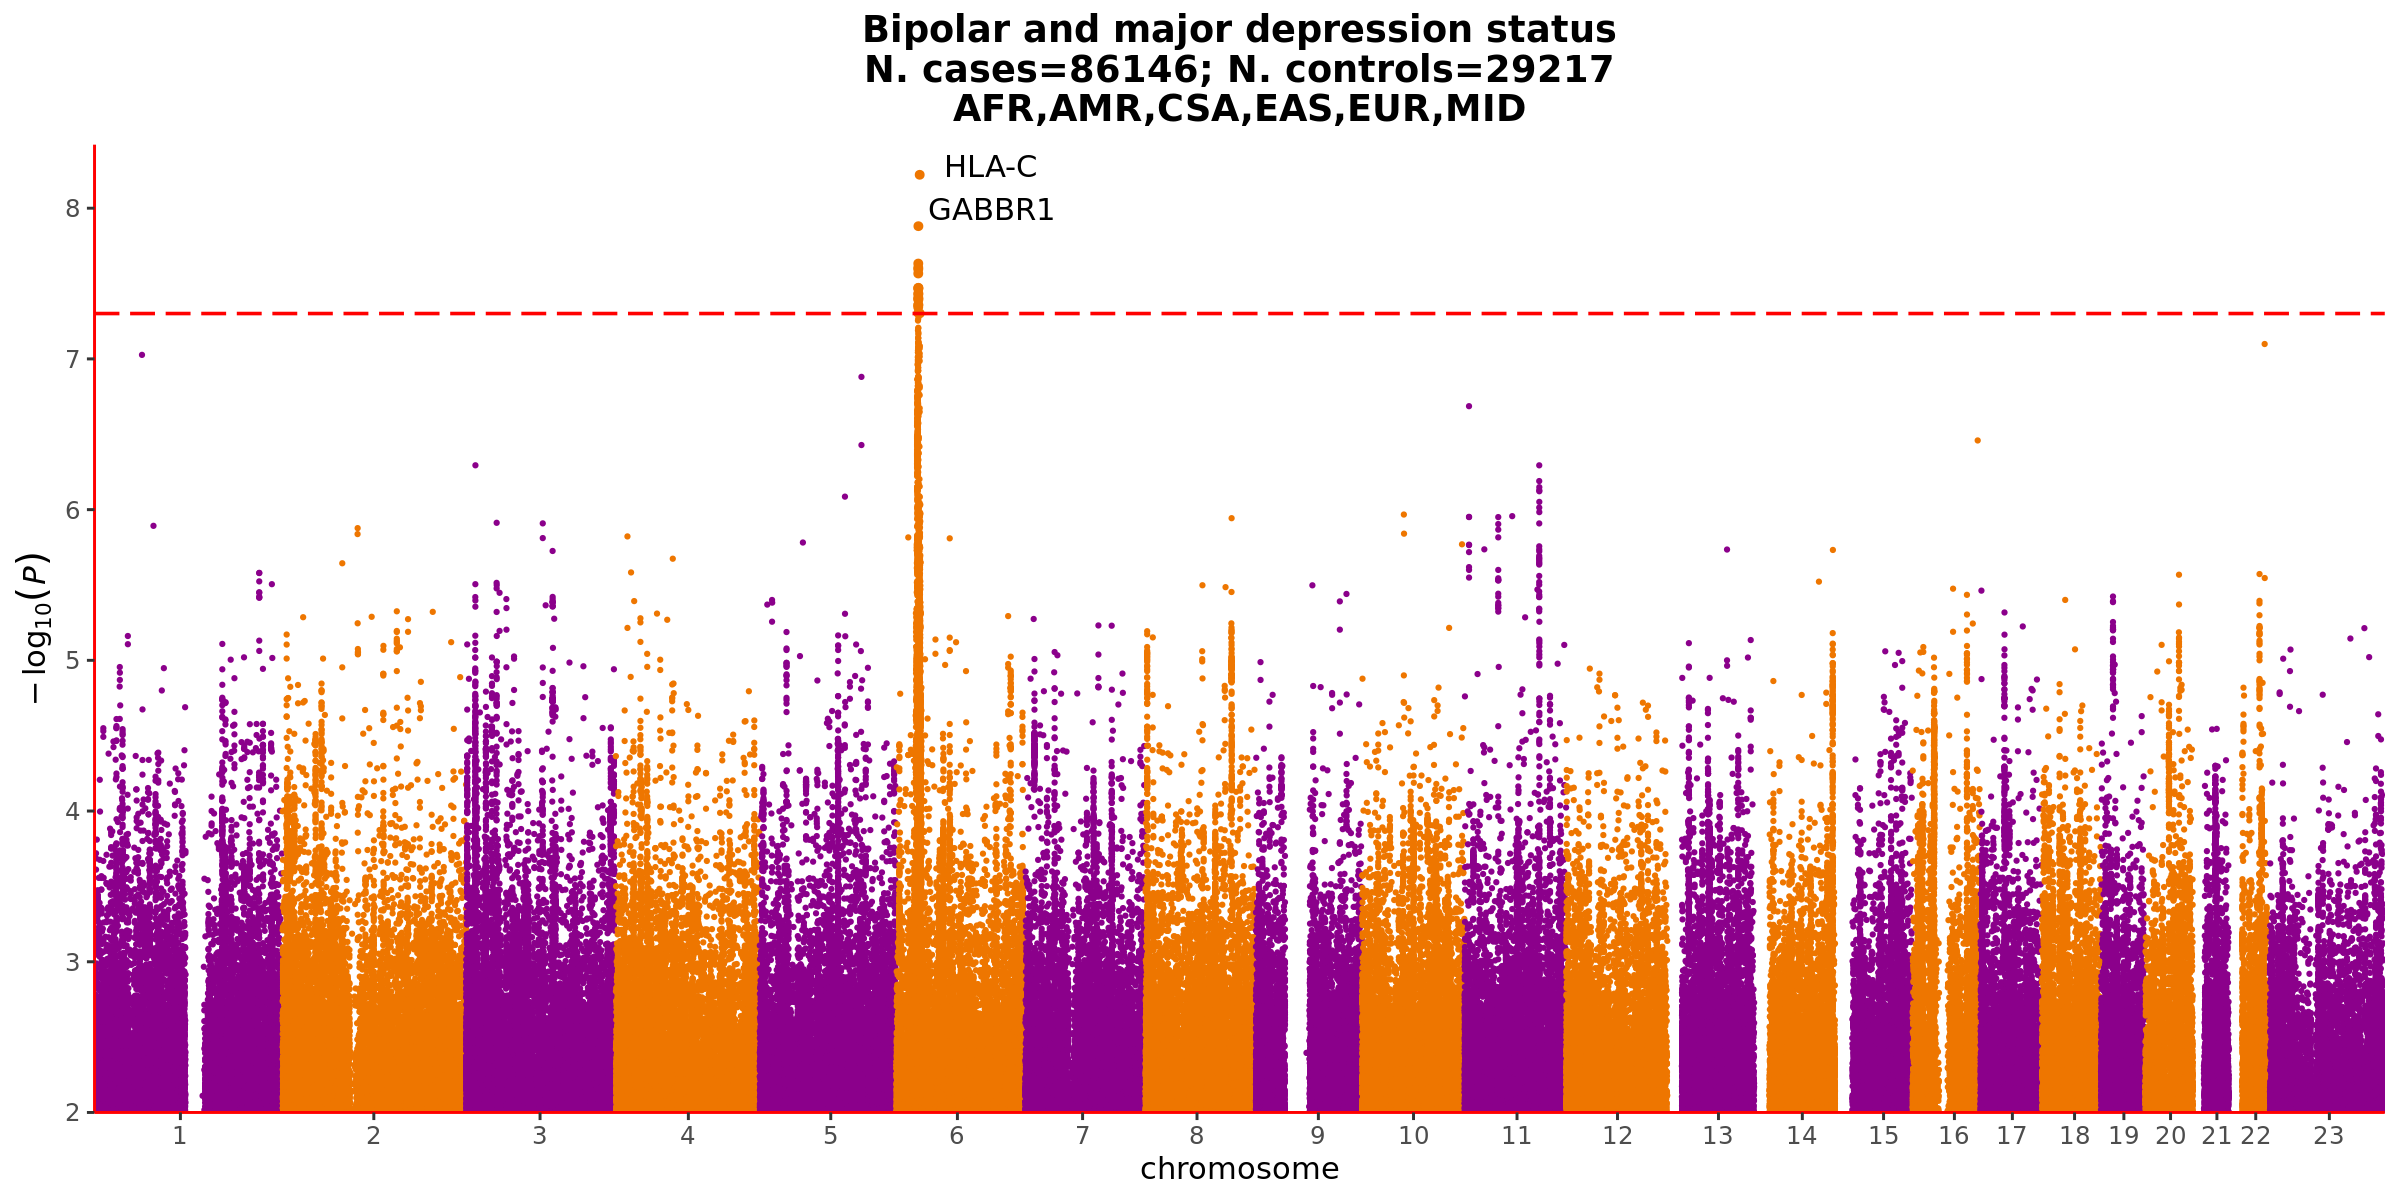 Bipolar and major depression status
N. cases=86146; N. controls=29217
AFR,AMR,CSA,EAS,EUR,MID
HLA-C
GABBR1
8
7
6
5
4
3
2
−log10(P)
1 2 3 4 5 6 7 8 9 10 11 12 13 14 15 16 17 18 19 20 21 22 23
chromosome